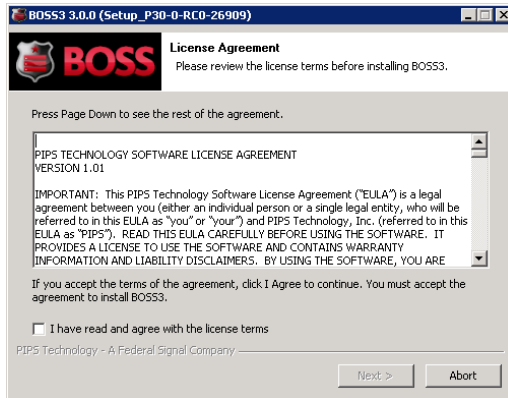 BOSS3 3.0.0 (Setup_P30-0-RC0-26909)
BOSS
License Agreement
Please review the license terms before installing BOSS3.
Press Page Down to see the rest of the agreement.
PIPS TECHNOLOGY SOFTWARE LICENSE AGREEMENT
VERSION 1.01
IMPORTANT:  This PIPS Technology Software License Agreement ("EULA") is a legal
agreement between you (either an individual person or a single legal entity, who will be
referred to in this EULA as "you" or "your") and PIPS Technology, Inc. (referred to in this
EULA as "PIPS").  READ THIS EULA CAREFULLY BEFORE USING THE SOFTWARE.  IT
PROVIDES A LICENSE TO USE THE SOFTWARE AND CONTAINS WARRANTY
INFORMATION AND LIABILITY DISCLAIMERS.  BY USING THE SOFTWARE, YOU ARE
If you accept the terms of the agreement, click I Agree to continue. You must accept the
agreement to install BOSS3.
I have read and agree with the license terms
PIPS Technology - A Federal Signal Company
Next >
Abort